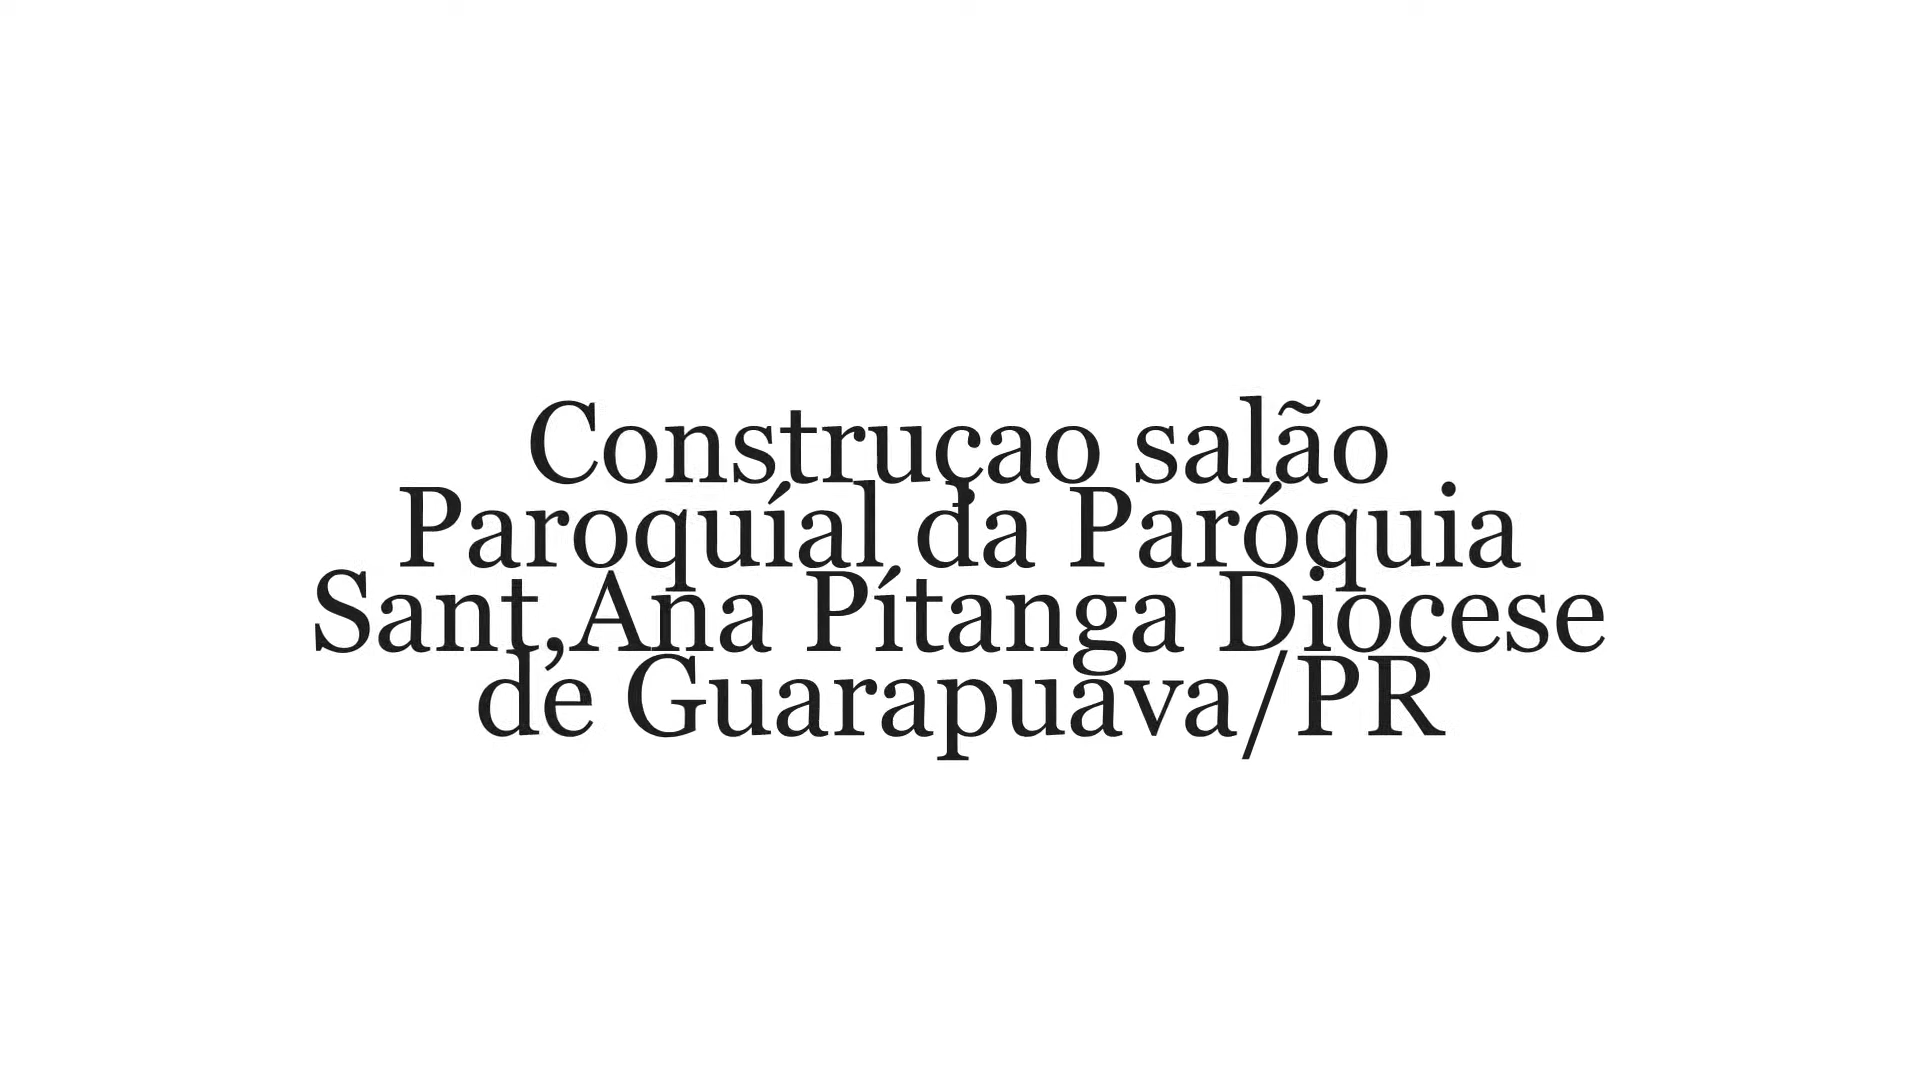 Construçao salão
Paroquíal da Paróquia
Sant,Ana Pítanga Diocese
de Guarapuava/PR